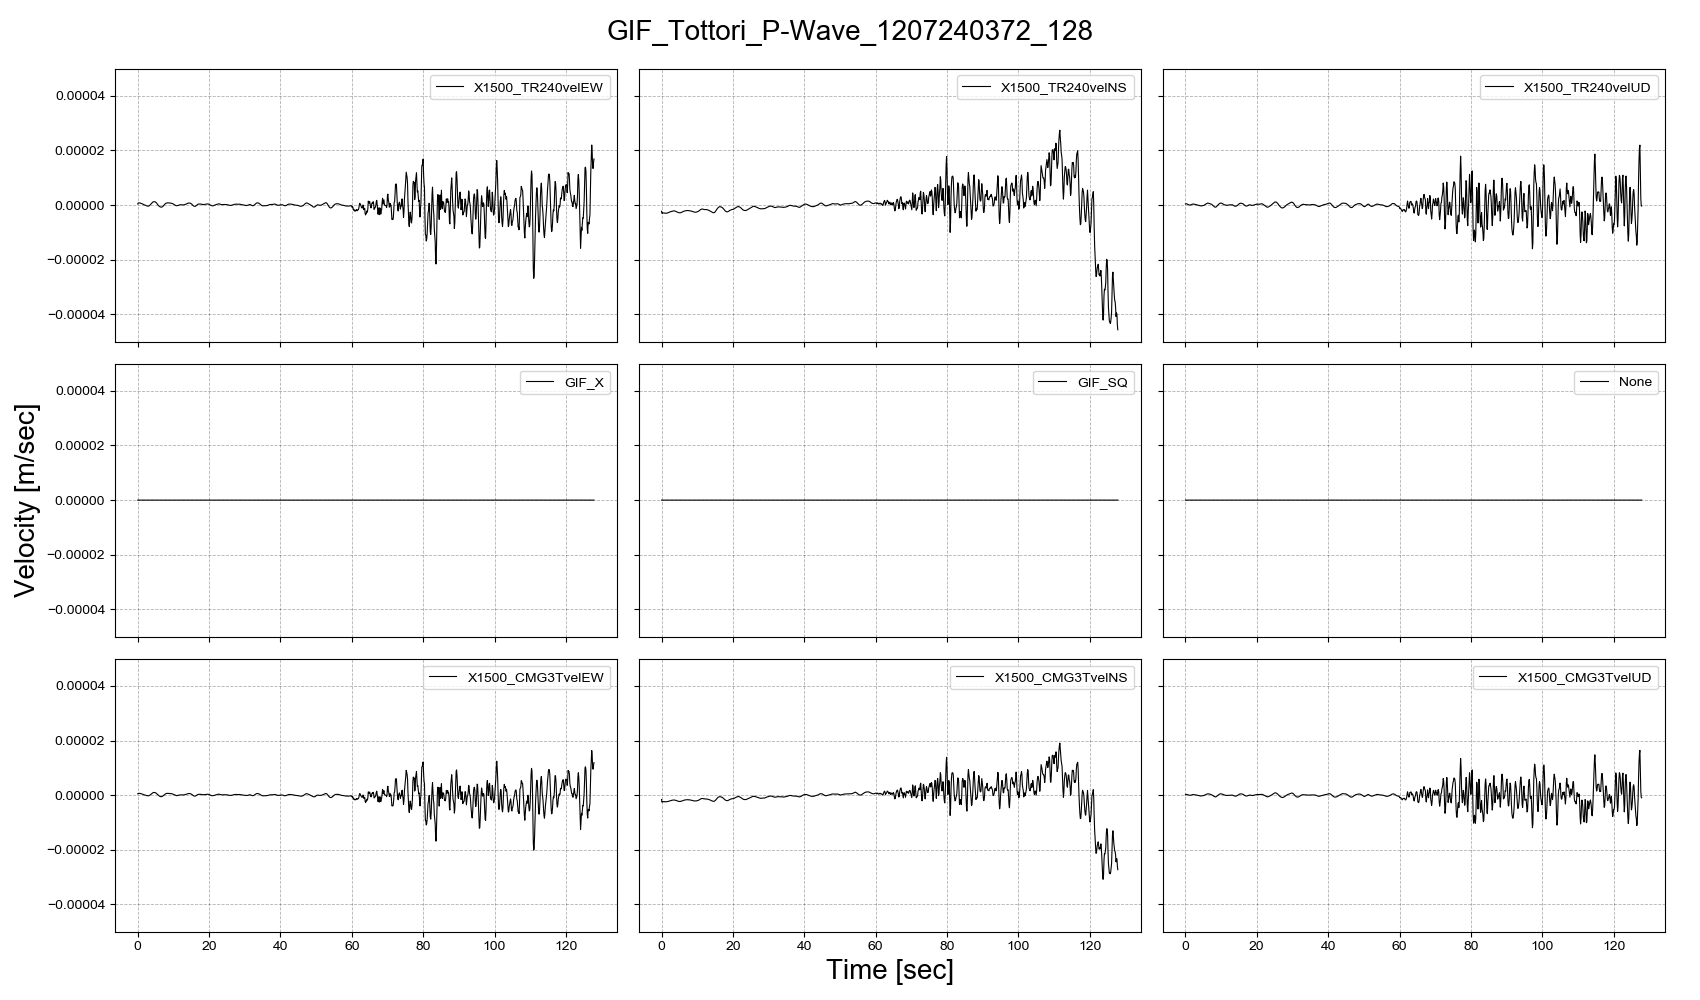 GIF_Tottori_P-Wave_1207240372_128
X1500_TR240velEW
X1500_TR240velNS
X1500_TR240velUD
0.00004
0.00002
0.00000
−0.00002
−0.00004
GIF_X
GIF_SQ
None
0.00004
0.00002
0.00000
−0.00002
−0.00004
Velocity [m/sec]
X1500_CMG3TvelEW
X1500_CMG3TvelNS
X1500_CMG3TvelUD
0.00004
0.00002
0.00000
−0.00002
−0.00004
0 20 40 60 80 100 120
0 20 40 60 80 100 120
0 20 40 60 80 100 120
Time [sec]